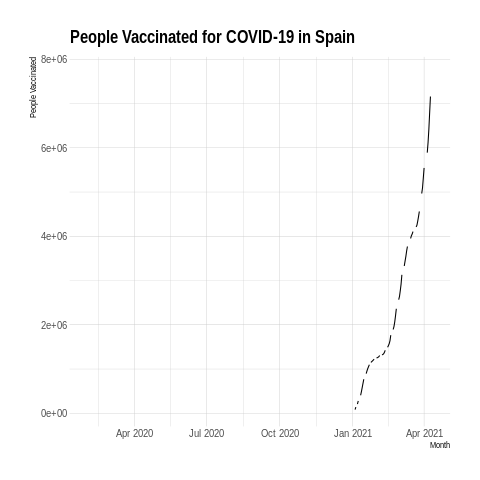 People Vaccinated for COVID-19 in Spain
People Vaccinated
8e+06
6e+06
4e+06
2e+06
0e+00
Apr 2020 Jul 2020 Oct 2020 Jan 2021 Apr 2021
Month